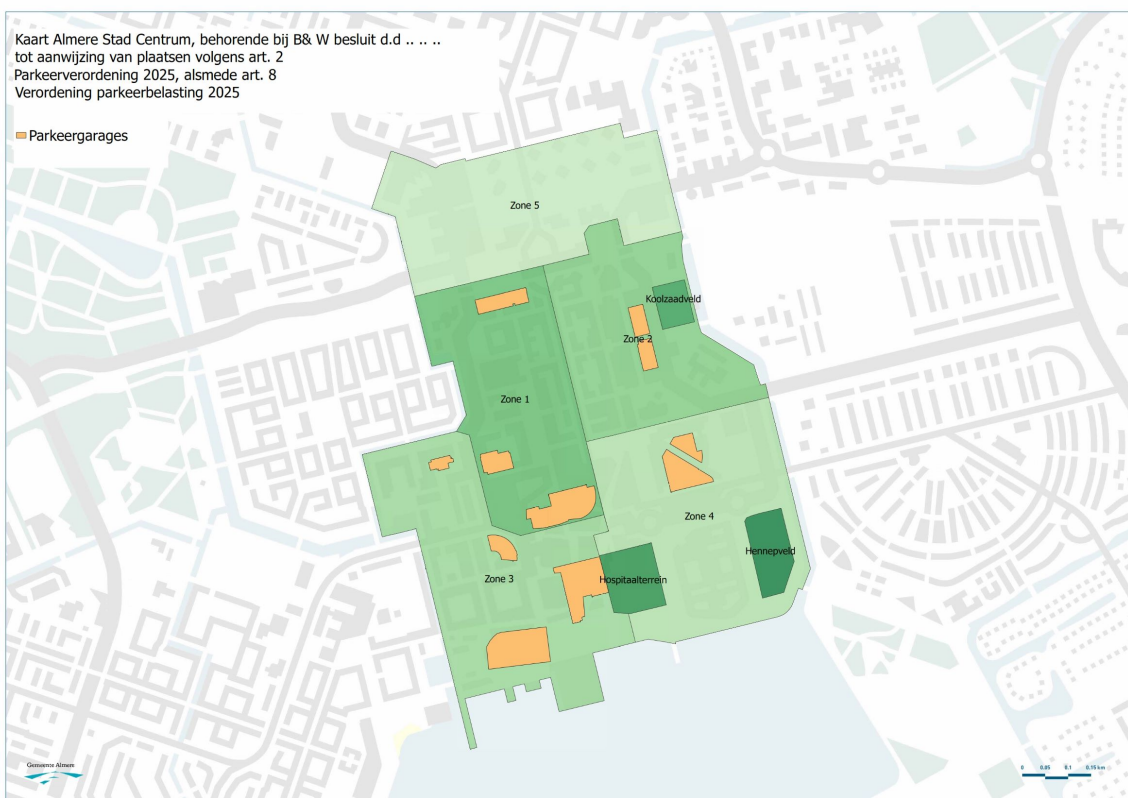 Kaart Almere Stad Centrum, behorende bij B& W besluit d.d .. .. ..
tot aanwijzing van plaatsen volgens art. 2
Parkeerverordening 2025, alsmede art. 8
Verordening parkeerbelasting 2025
Parkeergarages
Zone 5
Koolzaadveld
Zone 2
Zone 1
Zone 4
Hennepveld
Zone 3
Hospitaalterrein
Gemeente Almere
0 0.05 0.1 0.15 km